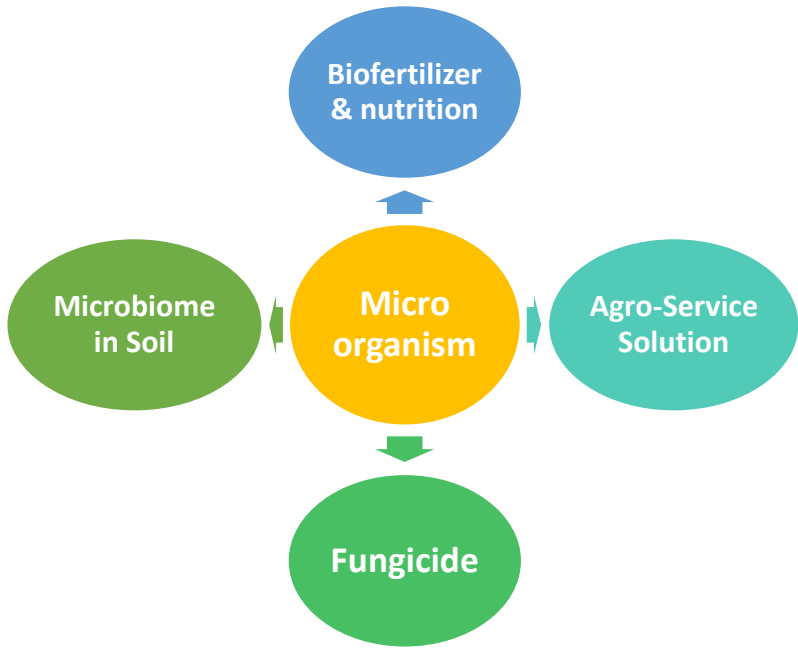 Biofertilizer
& nutrition
Microbiome
in Soil
Micro
organism
Agro-Service
Solution
Fungicide